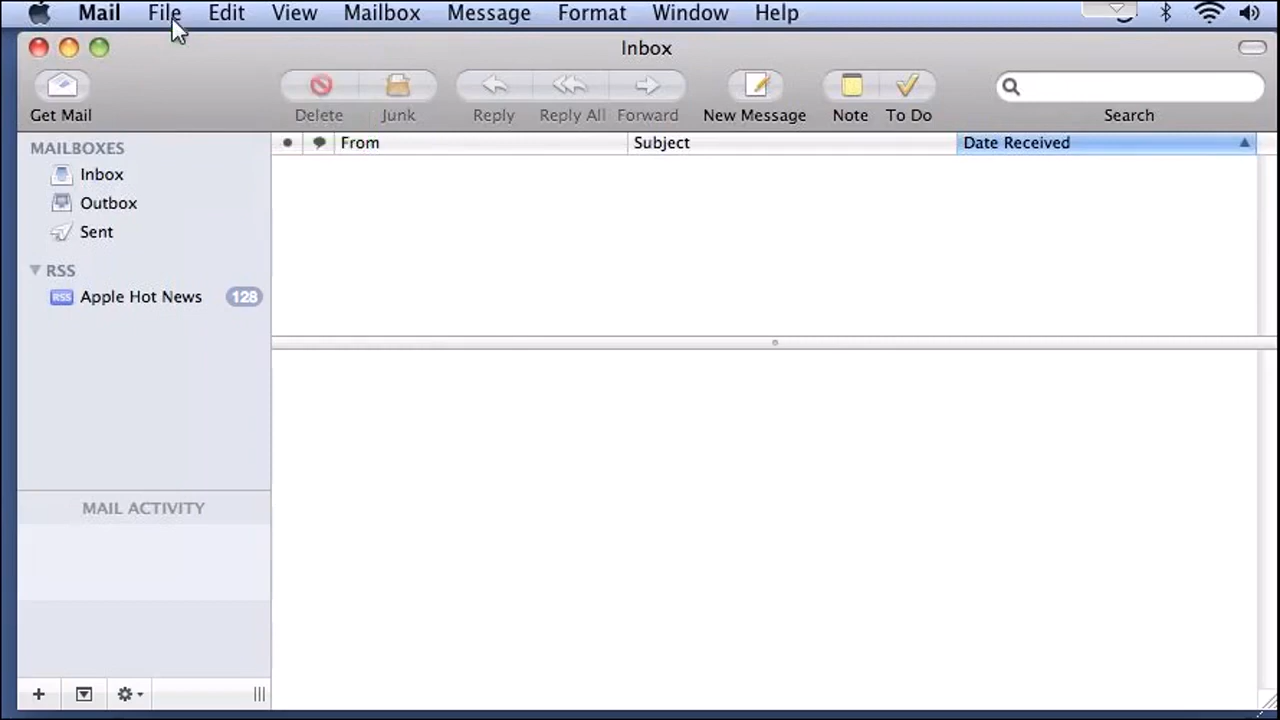 Mail File Edit View Mailbox Message Format Window Help
Inbox
Get Mail Delete Junk Reply Reply All Forward New Message Note To Do Search
MAILBOXES
From Subject Date Received
Inbox
Outbox
Sent
RSS
RSS Apple Hot News 128
MAIL ACTIVITY